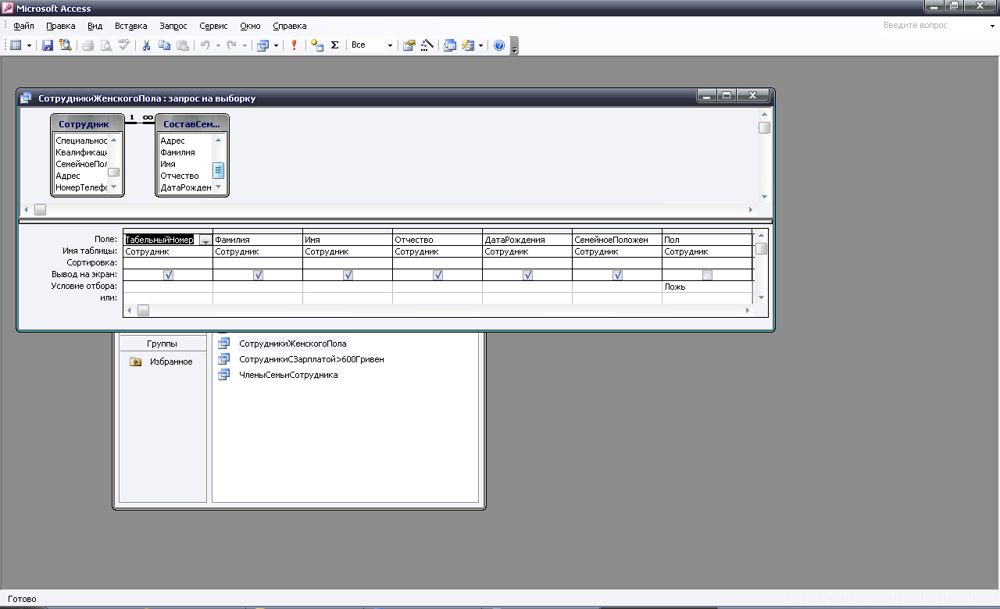 Microsoft Access
Файл Правка Вид Вставка Запрос Сервис Окно Справка Введите вопрос
ABC Σ Все
СотрудникиЖенскогоПола : запрос на выборку
Сотрудник 1 ∞ СоставСем...
Специальнос Адрес
Квалификаци Фамилия
СемейноеПол Имя
Адрес Отчество
НомерТелефо ДатаРожден
Поле: ТабельныйНомер Фамилия Имя Отчество ДатаРождения СемейноеПоложен Пол
Имя таблицы: Сотрудник Сотрудник Сотрудник Сотрудник Сотрудник Сотрудник Сотрудник
Сортировка:
Вывод на экран:
Условие отбора: Ложь
или:
Группы СотрудникиЖенскогоПола
Избранное СотрудникиСЗарплатой>600Гривен
ЧленыСемьиСотрудника
Готово